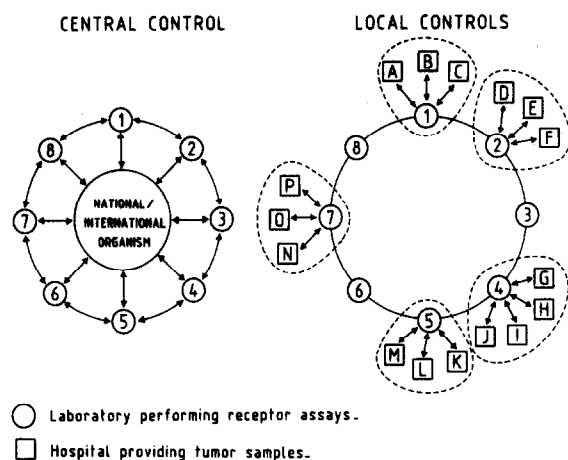 CENTRAL CONTROL
LOCAL CONTROLS
1
2
3
4
5
6
7
8
NATIONAL/
INTERNATIONAL
ORGANISM
A
B
C
1
D
E
F
2
3
G
H
I
J
4
K
L
M
5
6
N
O
P
7
8
Laboratory performing receptor assays.
Hospital providing tumor samples.